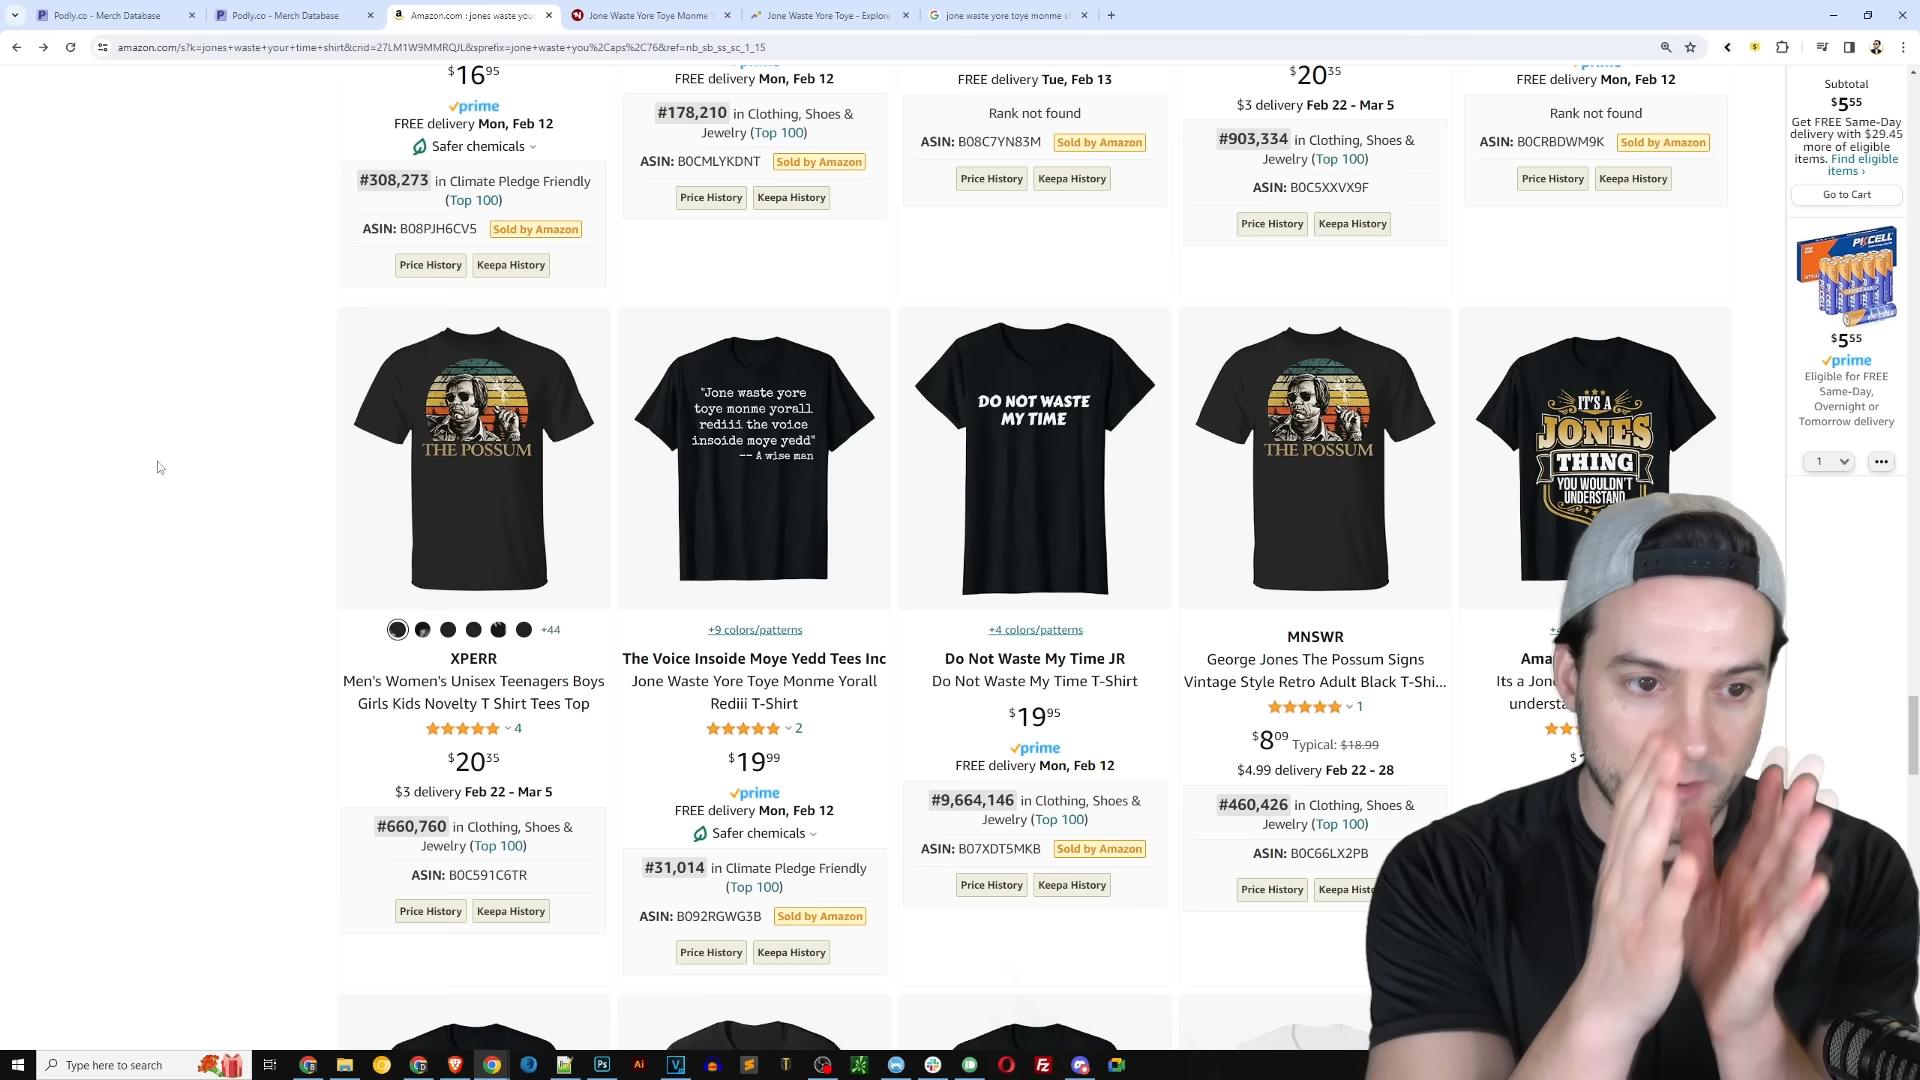 Podly.co - Merch Database
Podly.co - Merch Database
Amazon.com : jones waste your
Jone Waste Yore Toye Monme
Jone Waste Yore Toye - Explore
jone waste yore toye monme s
amazon.com/s?k=jones+waste+your+time+shirt&crid=27LM1W9MMRQJL&sprefix=jone+waste+you%2Caps%2C76&ref=nb_sb_ss_sc_1_15
$16 95
prime
FREE delivery Mon, Feb 12
Safer chemicals
#308,273 in Climate Pledge Friendly
(Top 100)
ASIN: B08PJH6CV5 Sold by Amazon
Price History Keepa History
FREE delivery Mon, Feb 12
#178,210 in Clothing, Shoes &
Jewelry (Top 100)
ASIN: B0CMLYKDNT Sold by Amazon
Price History Keepa History
FREE delivery Tue, Feb 13
Rank not found
ASIN: B08C7YN83M Sold by Amazon
Price History Keepa History
$20 35
$3 delivery Feb 22 - Mar 5
#903,334 in Clothing, Shoes &
Jewelry (Top 100)
ASIN: B0C5XXVX9F
Price History Keepa History
FREE delivery Mon, Feb 12
Rank not found
ASIN: B0CRBDWM9K Sold by Amazon
Price History Keepa History
Subtotal
$5 55
Get FREE Same-Day
delivery with $29.45
more of eligible
items. Find eligible
items ›
Go to Cart
PKCELL
$5 55
prime
Eligible for FREE
Same-Day,
Overnight or
Tomorrow delivery
1
THE POSSUM
+44
XPERR
Men's Women's Unisex Teenagers Boys
Girls Kids Novelty T Shirt Tees Top
4
$20 35
$3 delivery Feb 22 - Mar 5
#660,760 in Clothing, Shoes &
Jewelry (Top 100)
ASIN: B0C591C6TR
Price History Keepa History
"Jone waste yore
toye monme yorall
rediii the voice
insoide moye yedd"
-- A wise man
+9 colors/patterns
The Voice Insoide Moye Yedd Tees Inc
Jone Waste Yore Toye Monme Yorall
Rediii T-Shirt
2
$19 99
prime
FREE delivery Mon, Feb 12
Safer chemicals
#31,014 in Climate Pledge Friendly
(Top 100)
ASIN: B092RGWG3B Sold by Amazon
Price History Keepa History
DO NOT WASTE
MY TIME
+4 colors/patterns
Do Not Waste My Time JR
Do Not Waste My Time T-Shirt
$19 95
prime
FREE delivery Mon, Feb 12
#9,664,146 in Clothing, Shoes &
Jewelry (Top 100)
ASIN: B07XDT5MKB Sold by Amazon
Price History Keepa History
THE POSSUM
MNSWR
George Jones The Possum Signs
Vintage Style Retro Adult Black T-Shi...
1
$8 09 Typical: $18.99
$4.99 delivery Feb 22 - 28
#460,426 in Clothing, Shoes &
Jewelry (Top 100)
ASIN: B0C66LX2PB
Price History Keepa Hist
IT'S A
JONES
THING
YOU WOULDN'T
UNDERSTAND
Ama
Its a Jon
understa
Type here to search